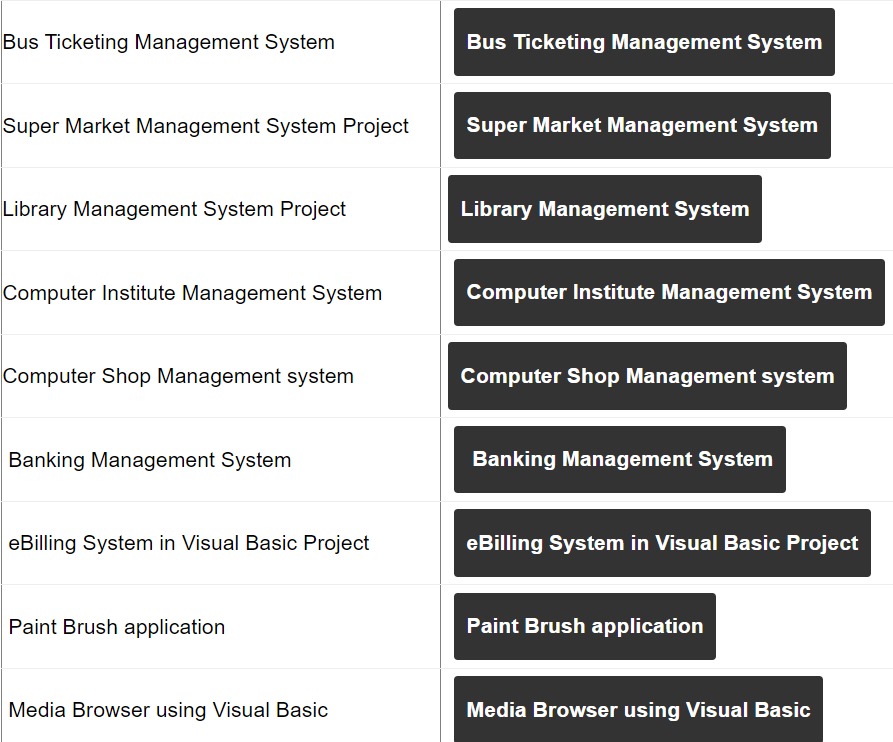 Bus Ticketing Management System
Bus Ticketing Management System
Super Market Management System Project
Super Market Management System
Library Management System Project
Library Management System
Computer Institute Management System
Computer Institute Management System
Computer Shop Management system
Computer Shop Management system
Banking Management System
Banking Management System
eBilling System in Visual Basic Project
eBilling System in Visual Basic Project
Paint Brush application
Paint Brush application
Media Browser using Visual Basic
Media Browser using Visual Basic